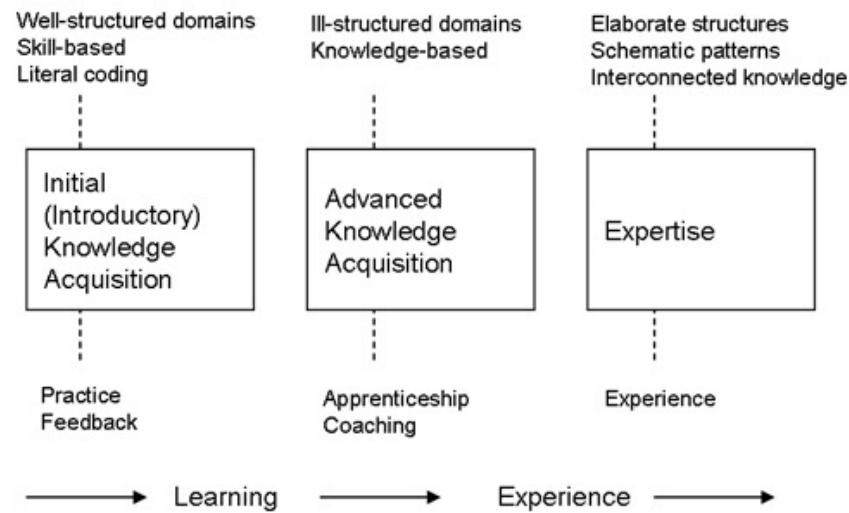 Well-structured domains
Skill-based
Literal coding
Ill-structured domains
Knowledge-based
Elaborate structures
Schematic patterns
Interconnected knowledge
Initial
(Introductory)
Knowledge
Acquisition
Advanced
Knowledge
Acquisition
Expertise
Practice
Feedback
Apprenticeship
Coaching
Experience
Learning
Experience